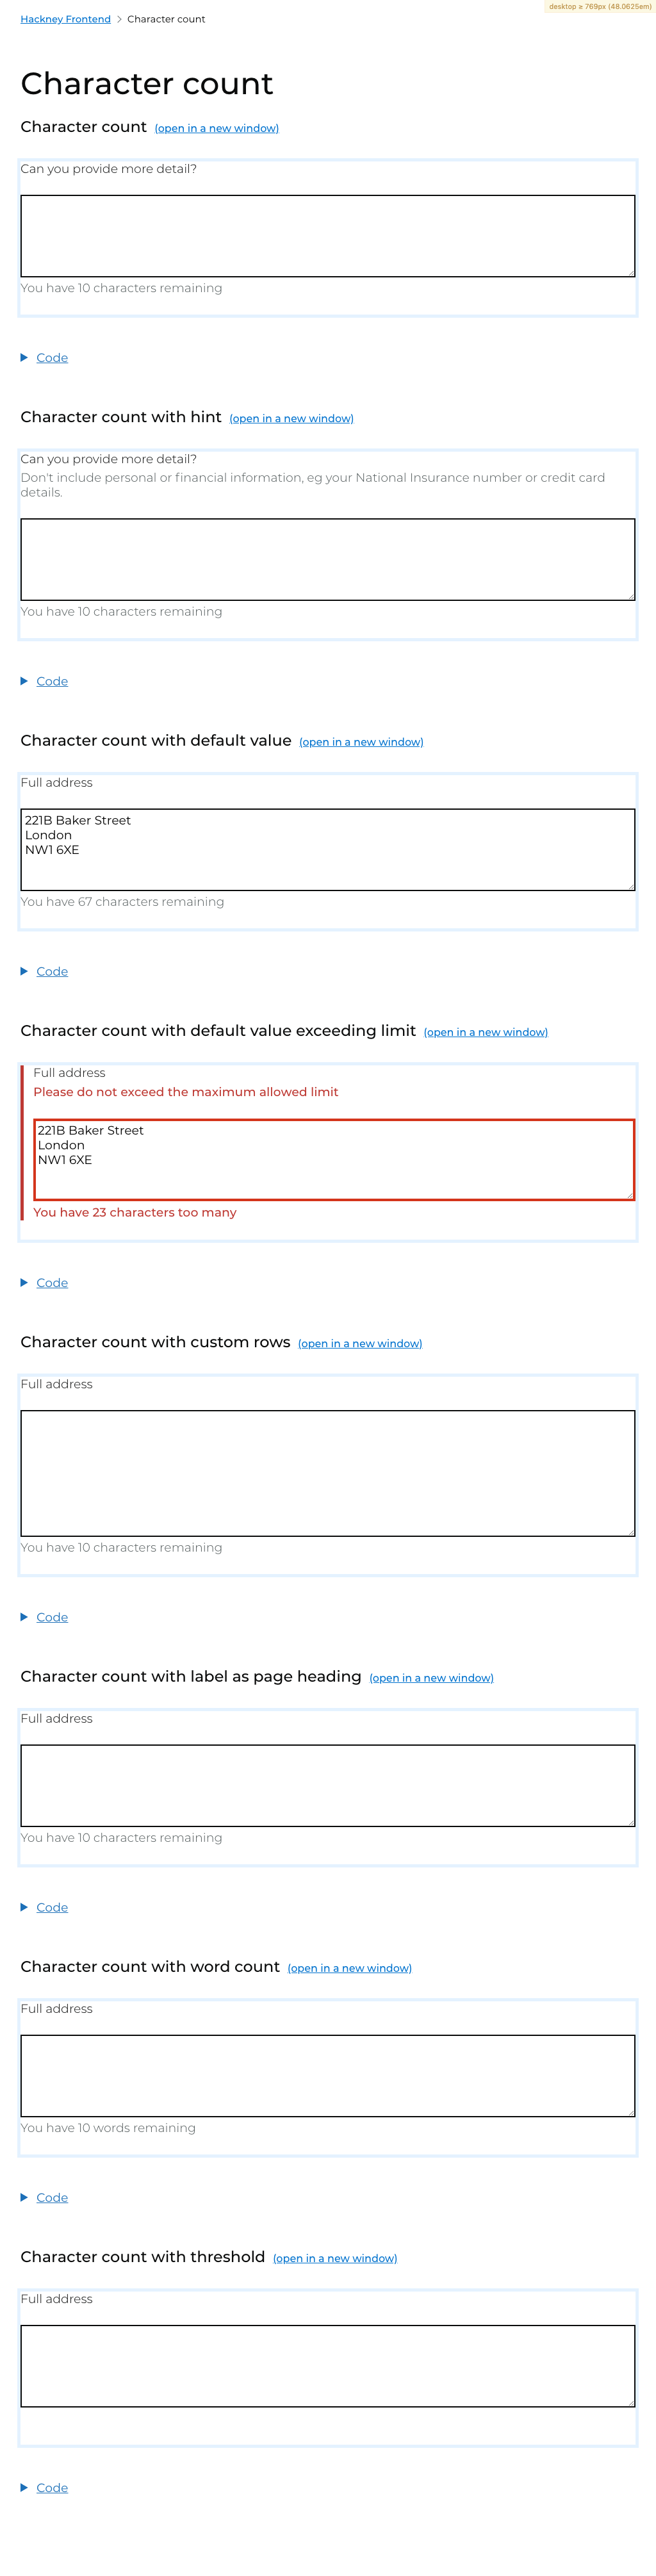 desktop ≥ 769px (48.0625em)
Hackney Frontend > Character count
Character count
Character count (open in a new window)
Can you provide more detail?
You have 10 characters remaining
Code
Character count with hint (open in a new window)
Can you provide more detail?
Don't include personal or financial information, eg your National Insurance number or credit card
details.
You have 10 characters remaining
Code
Character count with default value (open in a new window)
Full address
221B Baker Street
London
NW1 6XE
You have 67 characters remaining
Code
Character count with default value exceeding limit (open in a new window)
Full address
Please do not exceed the maximum allowed limit
221B Baker Street
London
NW1 6XE
You have 23 characters too many
Code
Character count with custom rows (open in a new window)
Full address
You have 10 characters remaining
Code
Character count with label as page heading (open in a new window)
Full address
You have 10 characters remaining
Code
Character count with word count (open in a new window)
Full address
You have 10 words remaining
Code
Character count with threshold (open in a new window)
Full address
Code